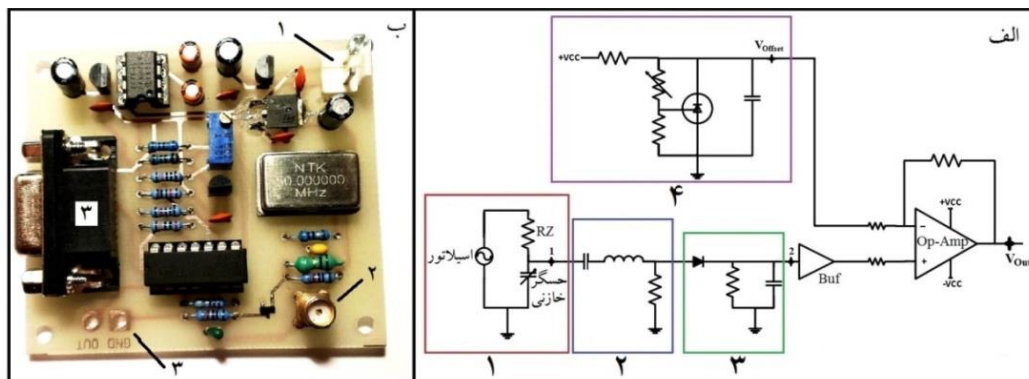 ب
۱
NTK
50.000000
MHz
۳
۲
GND OUT
۳
الف
+VCC
VOffset
۴
RZ
اسیلاتور
1
حسگر
خازنی
۱
۲
2
۳
Buf
-
+
+VCC
Op-Amp
-VCC
VOut